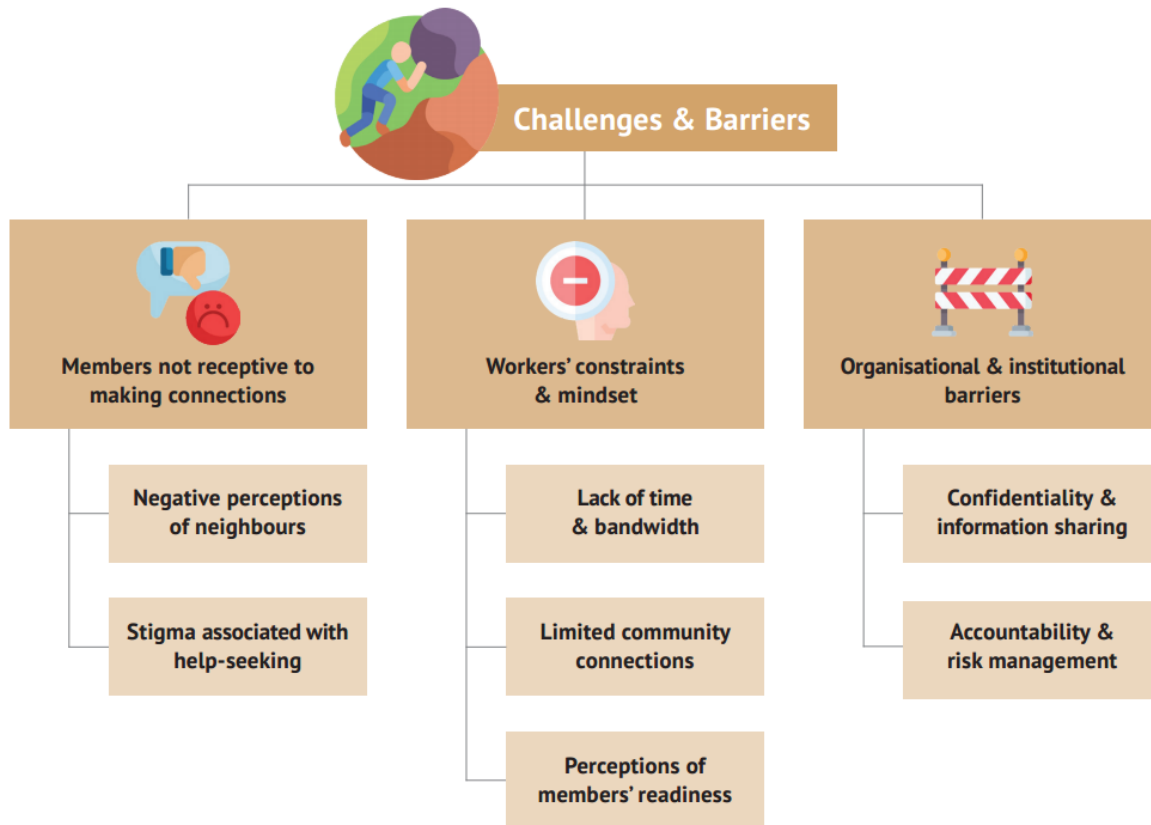 Challenges & Barriers
Members not receptive to
making connections
Negative perceptions
of neighbours
Stigma associated with
help-seeking
Workers’ constraints
& mindset
Lack of time
& bandwidth
Limited community
connections
Perceptions of
members’ readiness
Organisational & institutional
barriers
Confidentiality &
information sharing
Accountability &
risk management